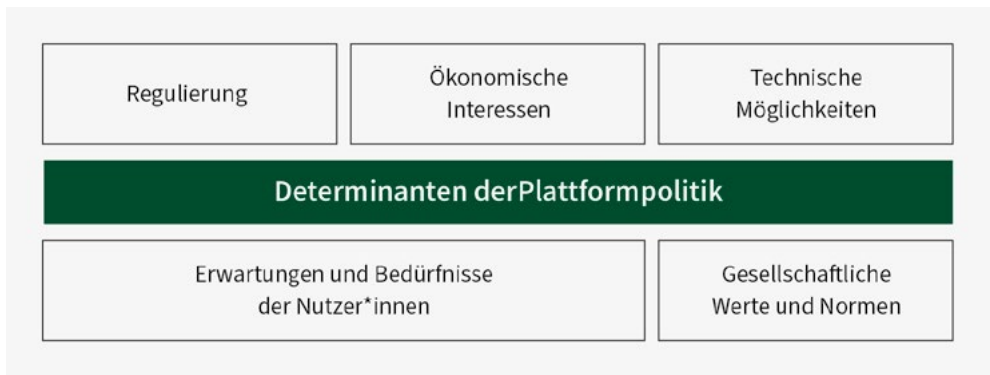 Regulierung
Ökonomische
Interessen
Technische
Möglichkeiten
Determinanten derPlattformpolitik
Erwartungen und Bedürfnisse
der Nutzer*innen
Gesellschaftliche
Werte und Normen